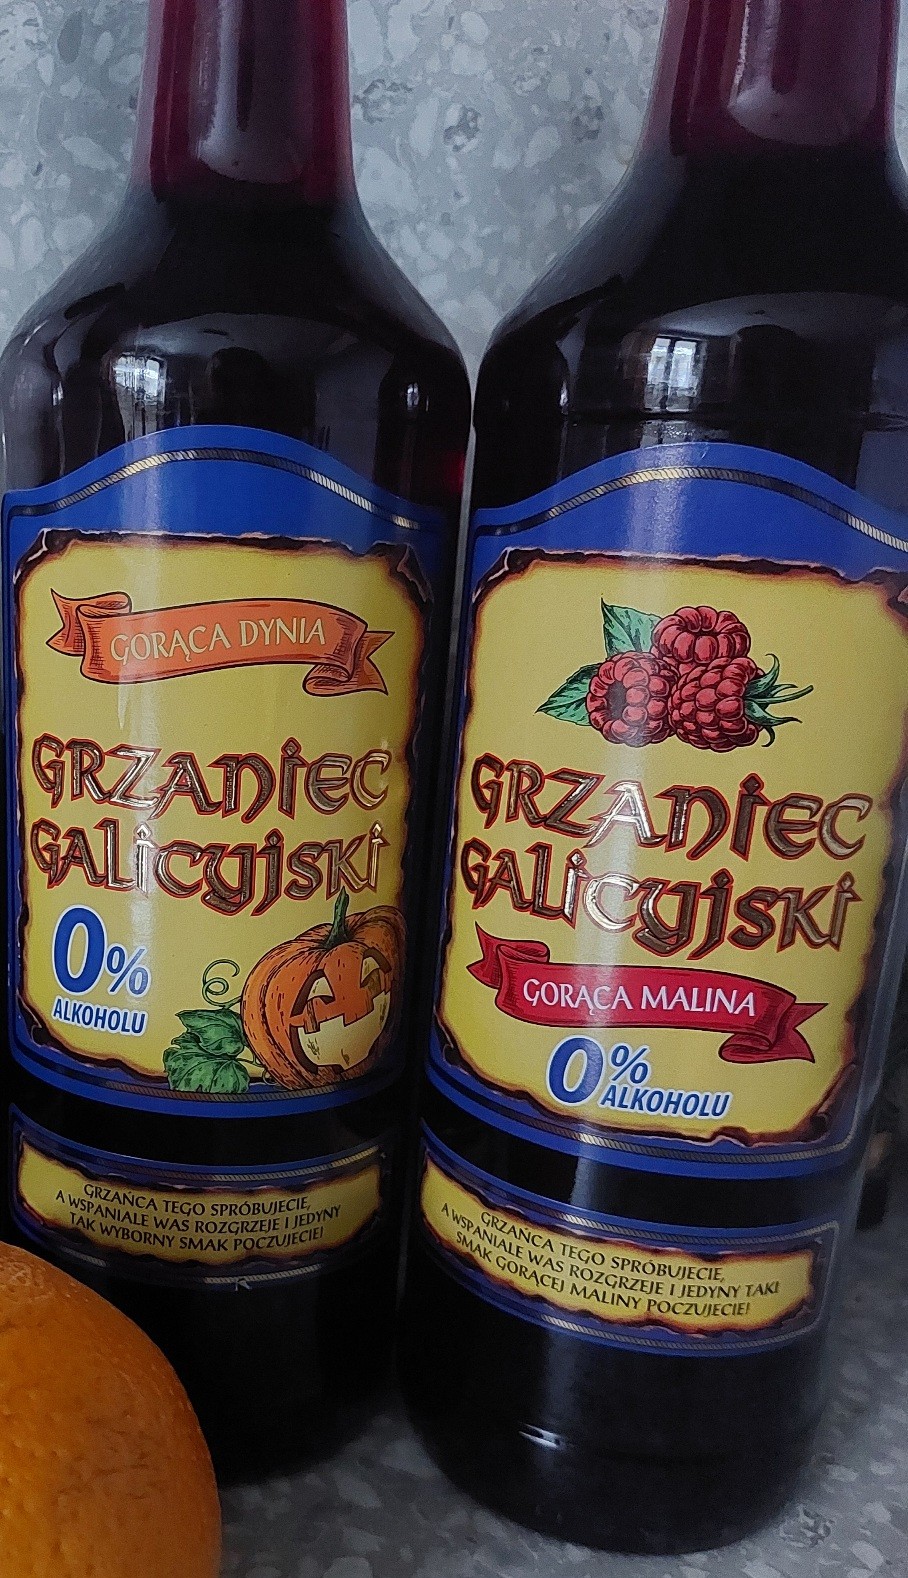 GORĄCA DYNIA
GRZANIEC
GALICYJSKI
0%
ALKOHOLU
GRZAŃCA TEGO SPRÓBUJECIE,
A WSPANIALE WAS ROZGRZEJE I JEDYNY
TAK WYBORNY SMAK POCZUJECIE!
GRZANIEC
GALICYJSKI
GORĄCA MALINA
0%
ALKOHOLU
GRZAŃCA TEGO SPRÓBUJECIE,
A WSPANIALE WAS ROZGRZEJE I JEDYNY TAKI
SMAK GORĄCEJ MALINY POCZUJECIE!